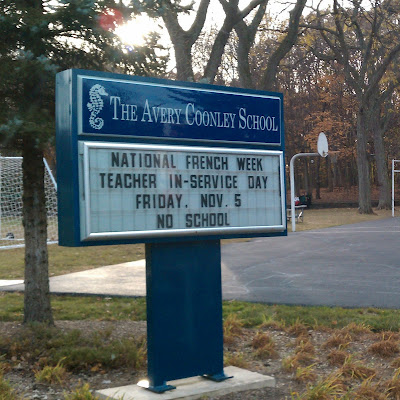 THE AVERY COONLEY SCHOOL
NATIONAL FRENCH WEEK
TEACHER IN-SERVICE DAY
FRIDAY, NOV. 5
NO SCHOOL